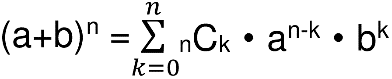 (a+b)ⁿ = ∑ₖ₌₀ⁿ ₙCₖ • aⁿ⁻ᵏ • bᵏ